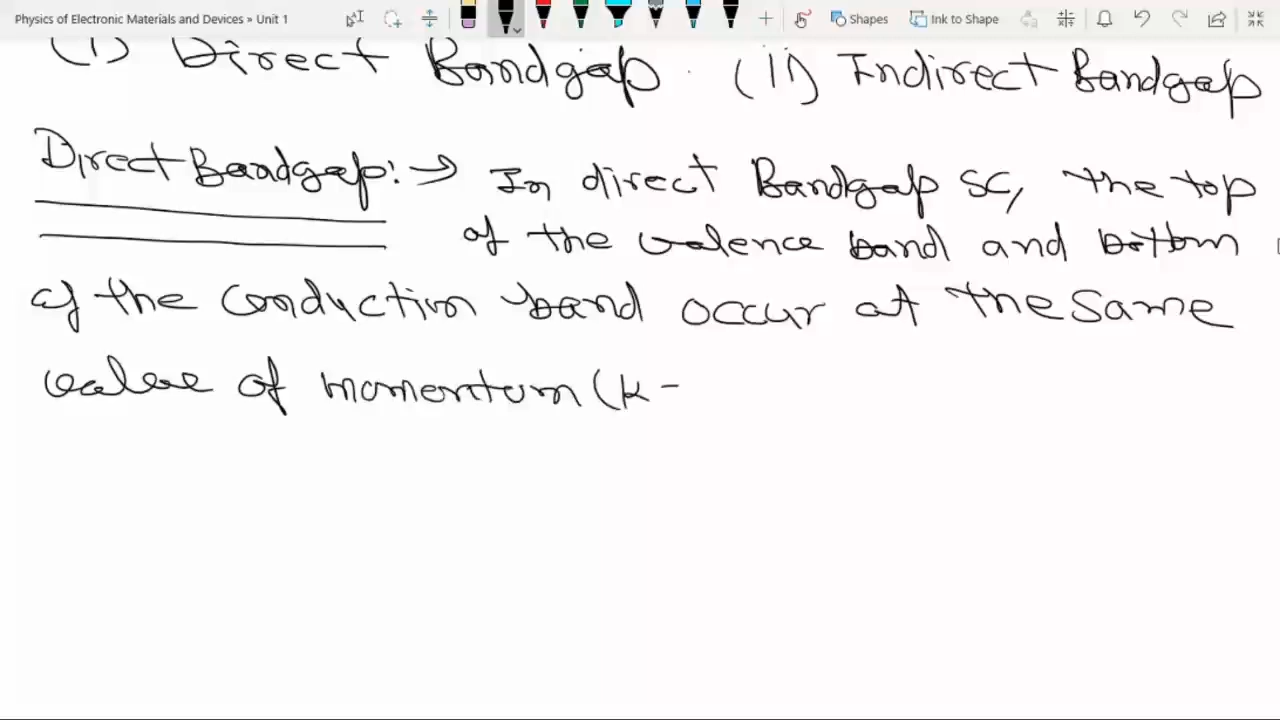 Physics of Electronic Materials and Devices » Unit 1
Shapes
Ink to Shape
(i) Direct Bandgap. (ii) Indirect Bandgap
Direct Bandgap:→ In direct Bandgap SC, the top
of the valence band and bottom
of the conduction band occur at the same
value of momentum (k-